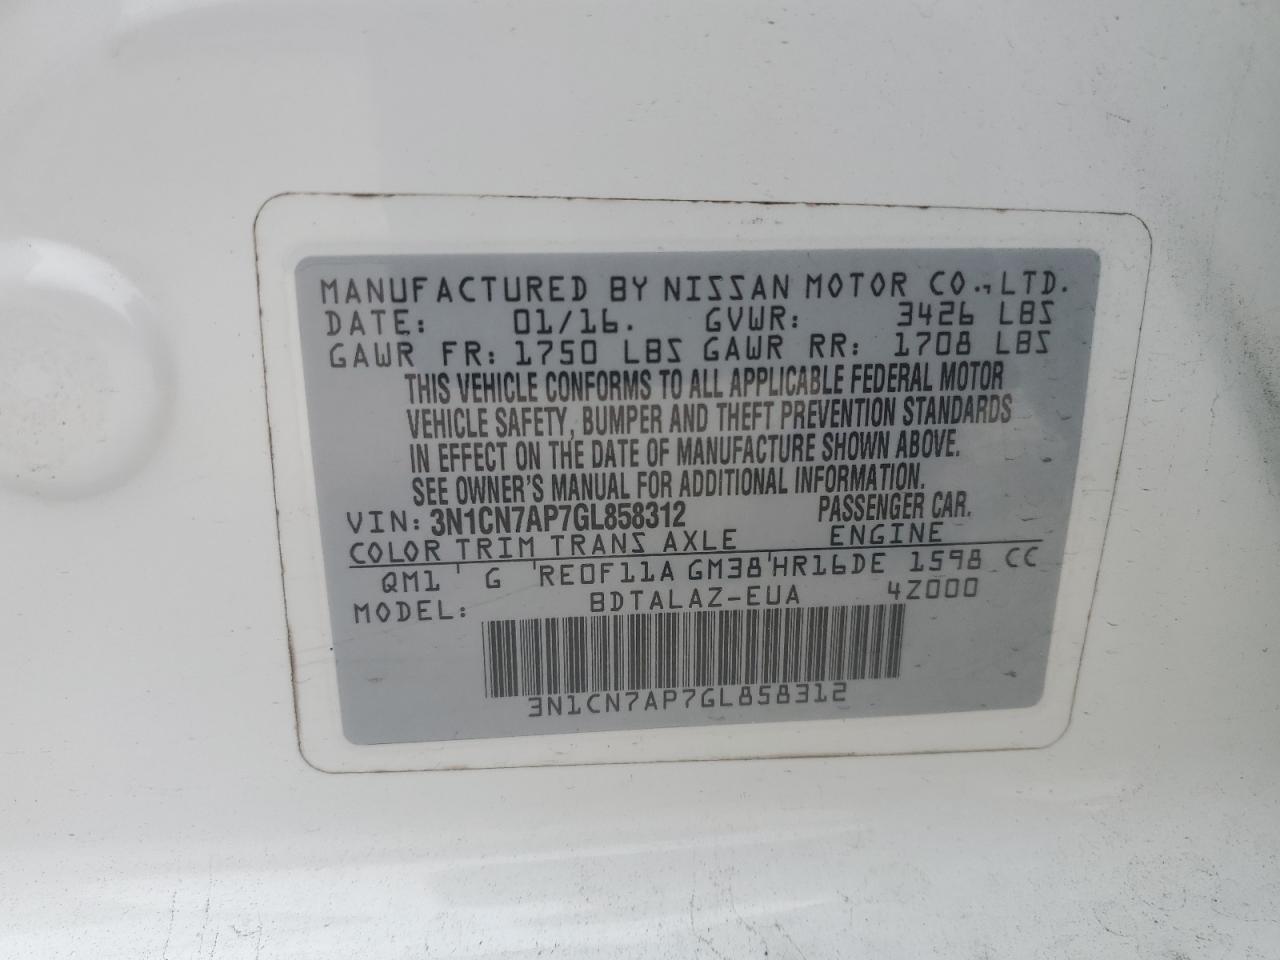 MANUFACTURED BY NISSAN MOTOR CO., LTD.
DATE: 01/16. GVWR: 3426 LBS
GAWR FR: 1750 LBS GAWR RR: 1708 LBS
THIS VEHICLE CONFORMS TO ALL APPLICABLE FEDERAL MOTOR
VEHICLE SAFETY, BUMPER AND THEFT PREVENTION STANDARDS
IN EFFECT ON THE DATE OF MANUFACTURE SHOWN ABOVE.
SEE OWNER'S MANUAL FOR ADDITIONAL INFORMATION.
VIN: 3N1CN7AP7GL858312 PASSENGER CAR.
COLOR TRIM TRANS AXLE ENGINE
QM1 G RE0F11A GM38 HR16DE 1598 CC
MODEL: BDTALAZ-EUA 4Z000
3N1CN7AP7GL858312